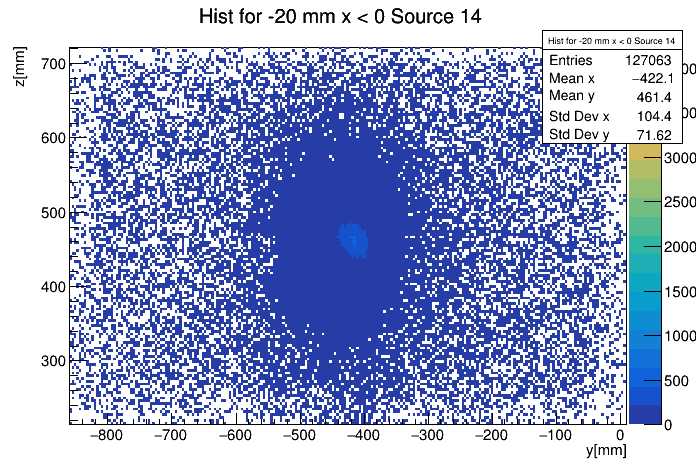 Hist for -20 mm x < 0 Source 14
z[mm]
700
600
500
400
300
−800
−700
−600
−500
−400
−300
−200
−100
0
y[mm]
Hist for -20 mm x < 0 Source 14
Entries 127063
Mean x −422.1
Mean y 461.4
Std Dev x 104.4
Std Dev y 71.62
3000
2500
2000
1500
1000
500
0